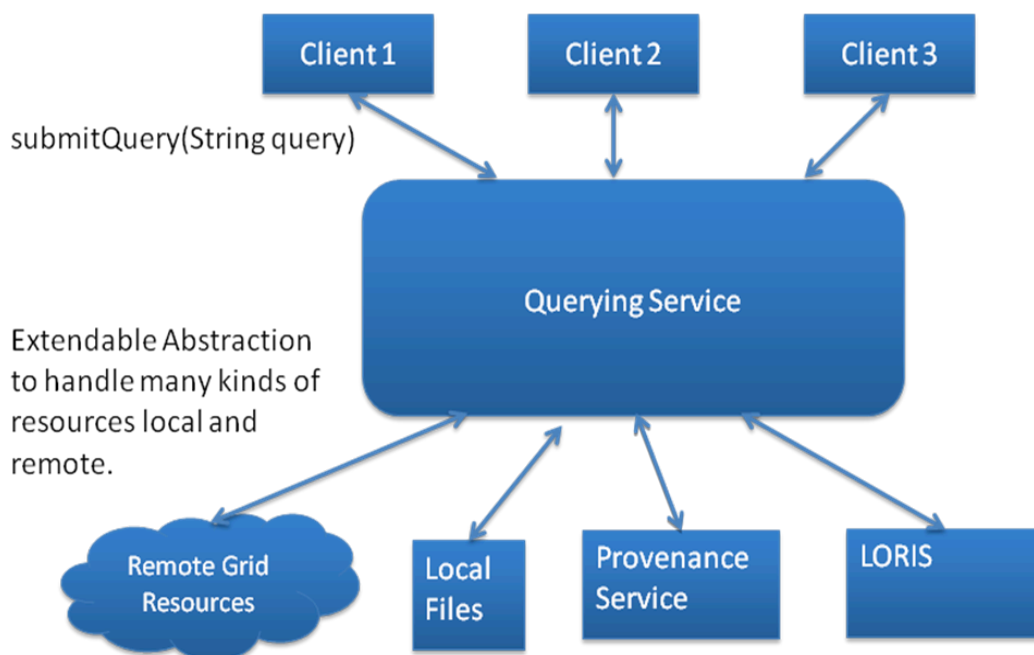 Client 1
Client 2
Client 3
submitQuery(String query)
Querying Service
Extendable Abstraction
to handle many kinds of
resources local and
remote.
Remote Grid
Resources
Local
Files
Provenance
Service
LORIS